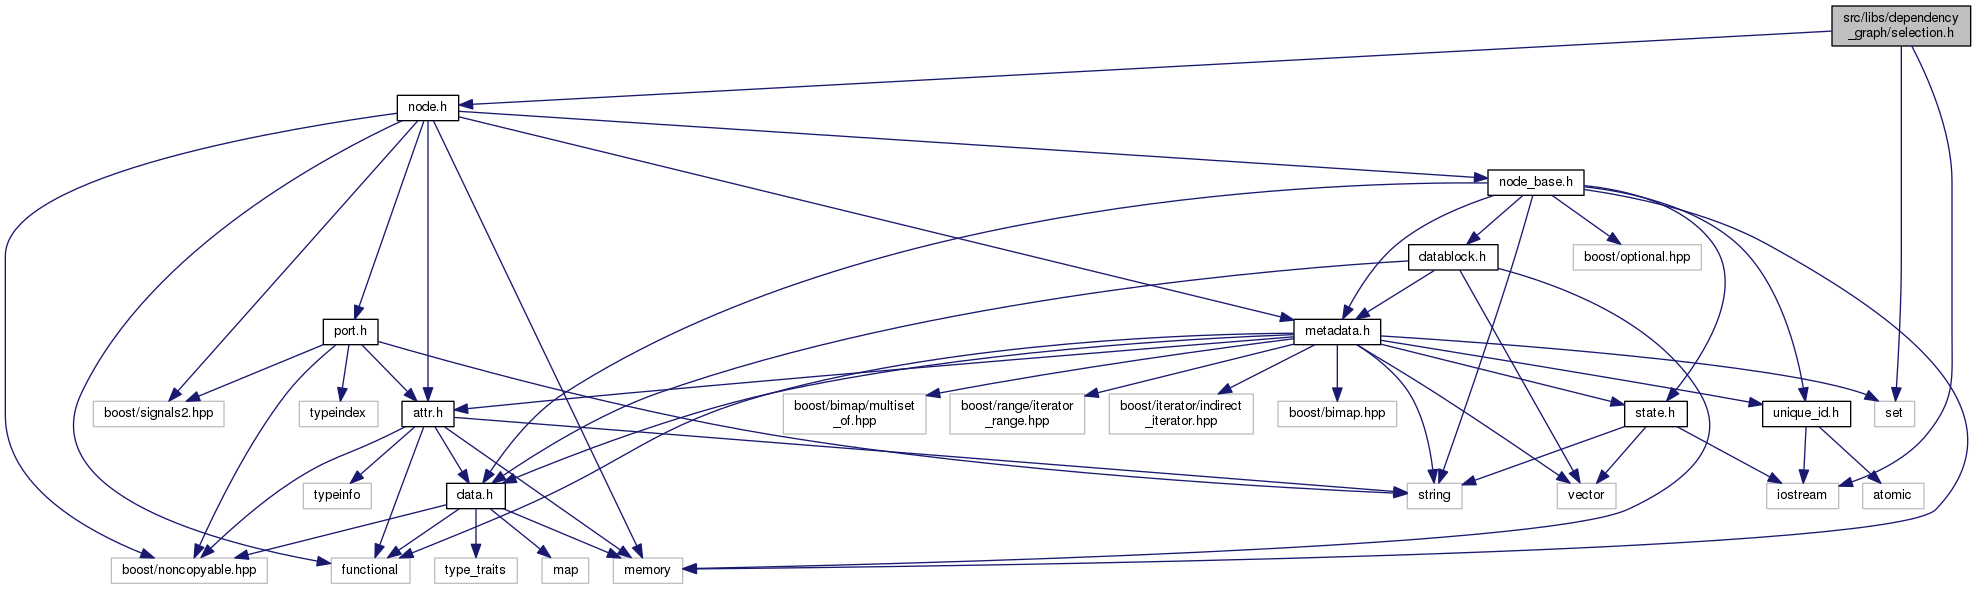 src/libs/dependency
_graph/selection.h
node.h
node_base.h
datablock.h
boost/optional.hpp
port.h
metadata.h
boost/signals2.hpp
typeindex
attr.h
boost/bimap/multiset
_of.hpp
boost/range/iterator
_range.hpp
boost/iterator/indirect
_iterator.hpp
boost/bimap.hpp
state.h
unique_id.h
set
typeinfo
data.h
string
vector
iostream
atomic
boost/noncopyable.hpp
functional
type_traits
map
memory